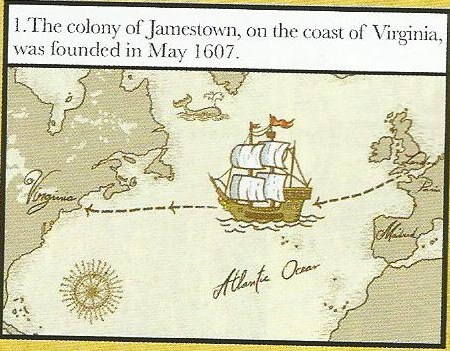 1.The colony of Jamestown, on the coast of Virginia,
was founded in May 1607.
Virginia
London
Paris
Madrid
Atlantic Ocean